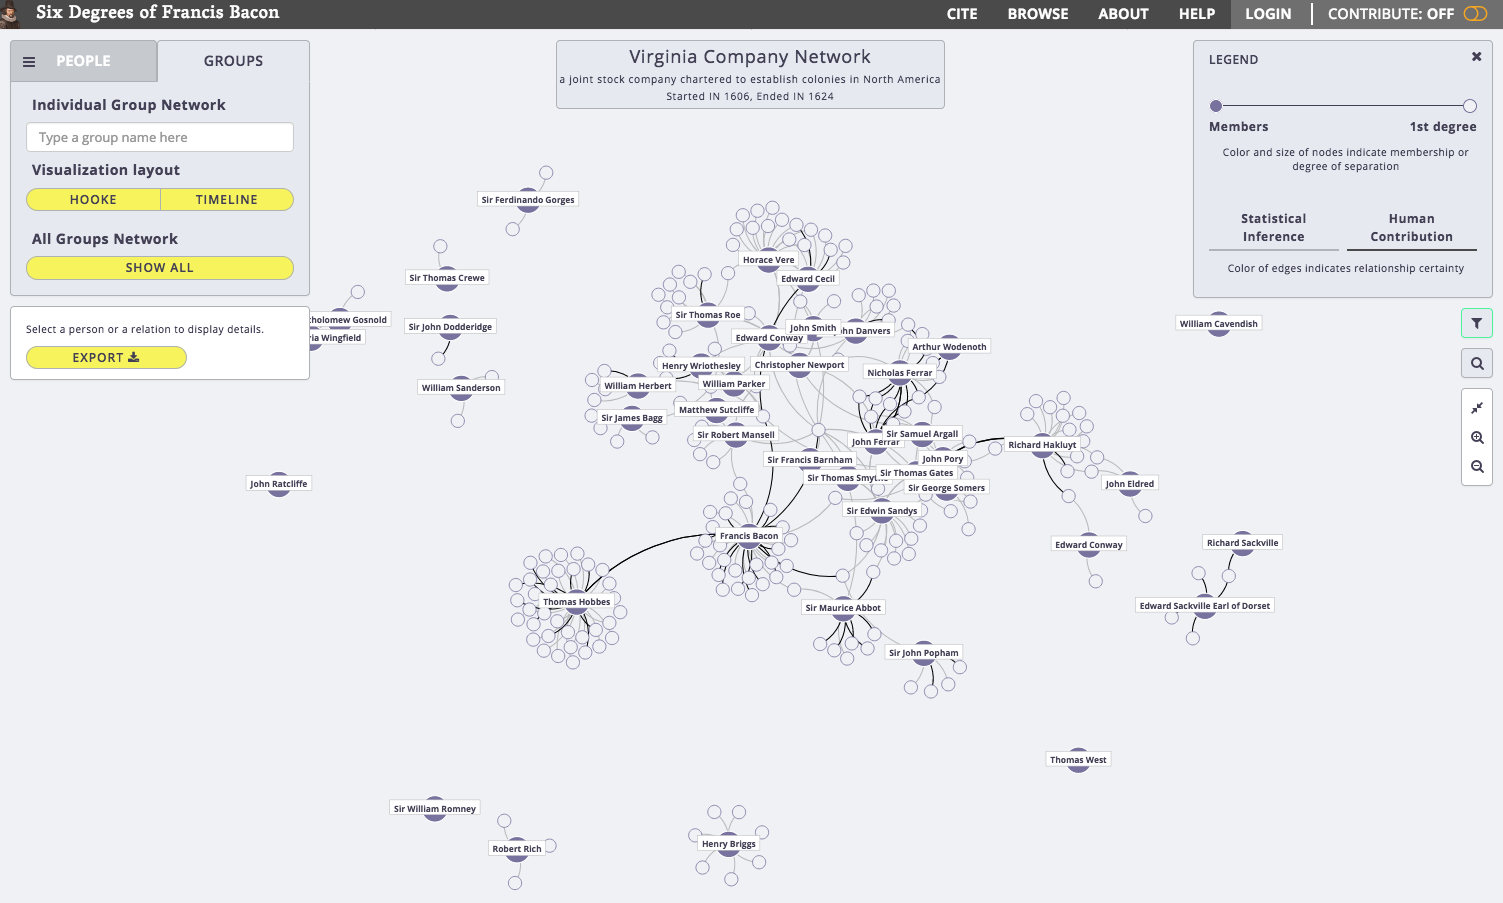 Six Degrees of Francis Bacon
CITE
BROWSE
ABOUT
HELP
LOGIN
CONTRIBUTE: OFF
PEOPLE
GROUPS
Individual Group Network
Type a group name here
Visualization layout
HOOKE
TIMELINE
All Groups Network
SHOW ALL
Select a person or a relation to display details.
EXPORT
Virginia Company Network
a joint stock company chartered to establish colonies in North America
Started IN 1606, Ended IN 1624
LEGEND
Members
1st degree
Color and size of nodes indicate membership or
degree of separation
Statistical
Inference
Human
Contribution
Color of edges indicates relationship certainty
Sir Ferdinando Gorges
Horace Vere
Sir Thomas Crewe
Edward Cecil
Sir Thomas Roe
Gosnold
Wingfield
Sir John Dodderidge
John Smith
Danvers
Edward Conway
William Cavendish
Arthur Wodenoth
Henry Wriothesley
Christopher Newport
Nicholas Ferrar
William Sanderson
William Herbert
William Parker
Matthew Sutcliffe
Sir James Bagg
Sir Robert Mansell
John Ferrar
Sir Samuel Argall
Richard Hakluyt
Sir Francis Barnham
John Pory
Sir Thomas
Sir Thomas Gates
John Ratcliffe
Sir George Somers
John Eldred
Sir Edwin Sandys
Francis Bacon
Edward Conway
Richard Sackville
Thomas Hobbes
Sir Maurice Abbot
Edward Sackville Earl of Dorset
Sir John Popham
Thomas West
Sir William Romney
Robert Rich
Henry Briggs